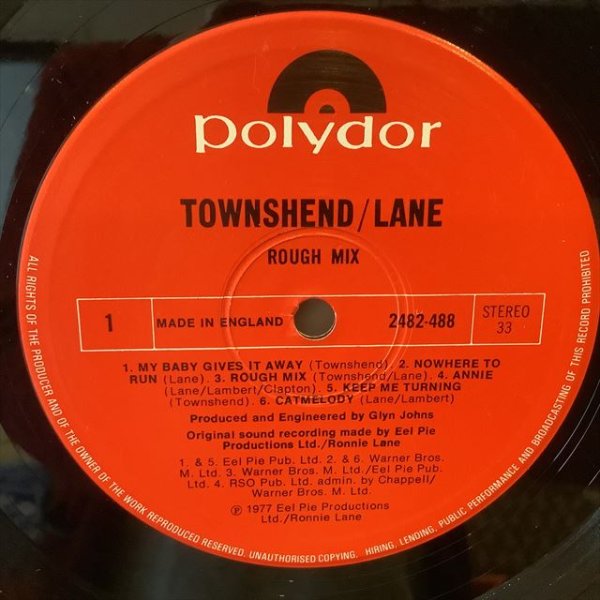 polydor
TOWNSHEND/LANE
ROUGH MIX
1
MADE IN ENGLAND
2482-488
STEREO
33
1. MY BABY GIVES IT AWAY (Townshend). 2. NOWHERE TO
RUN (Lane). 3. ROUGH MIX (Townshend/Lane). 4. ANNIE
(Lane/Lambert/Clapton). 5. KEEP ME TURNING
(Townshend). 6. CATMELODY (Lane/Lambert)
Produced and Engineered by Glyn Johns
Original sound recording made by Eel Pie
Productions Ltd./Ronnie Lane
1. & 5. Eel Pie Pub. Ltd. 2. & 6. Warner Bros.
M. Ltd. 3. Warner Bros. M. Ltd./Eel Pie Pub.
Ltd. 4. RSO Pub. Ltd. admin. by Chappell/
Warner Bros. M. Ltd.
℗ 1977 Eel Pie Productions
Ltd./Ronnie Lane
ALL RIGHTS OF THE PRODUCER AND OF THE OWNER OF THE WORK REPRODUCED RESERVED. UNAUTHORISED COPYING, HIRING, LENDING, PUBLIC PERFORMANCE AND BROADCASTING OF THIS RECORD PROHIBITED